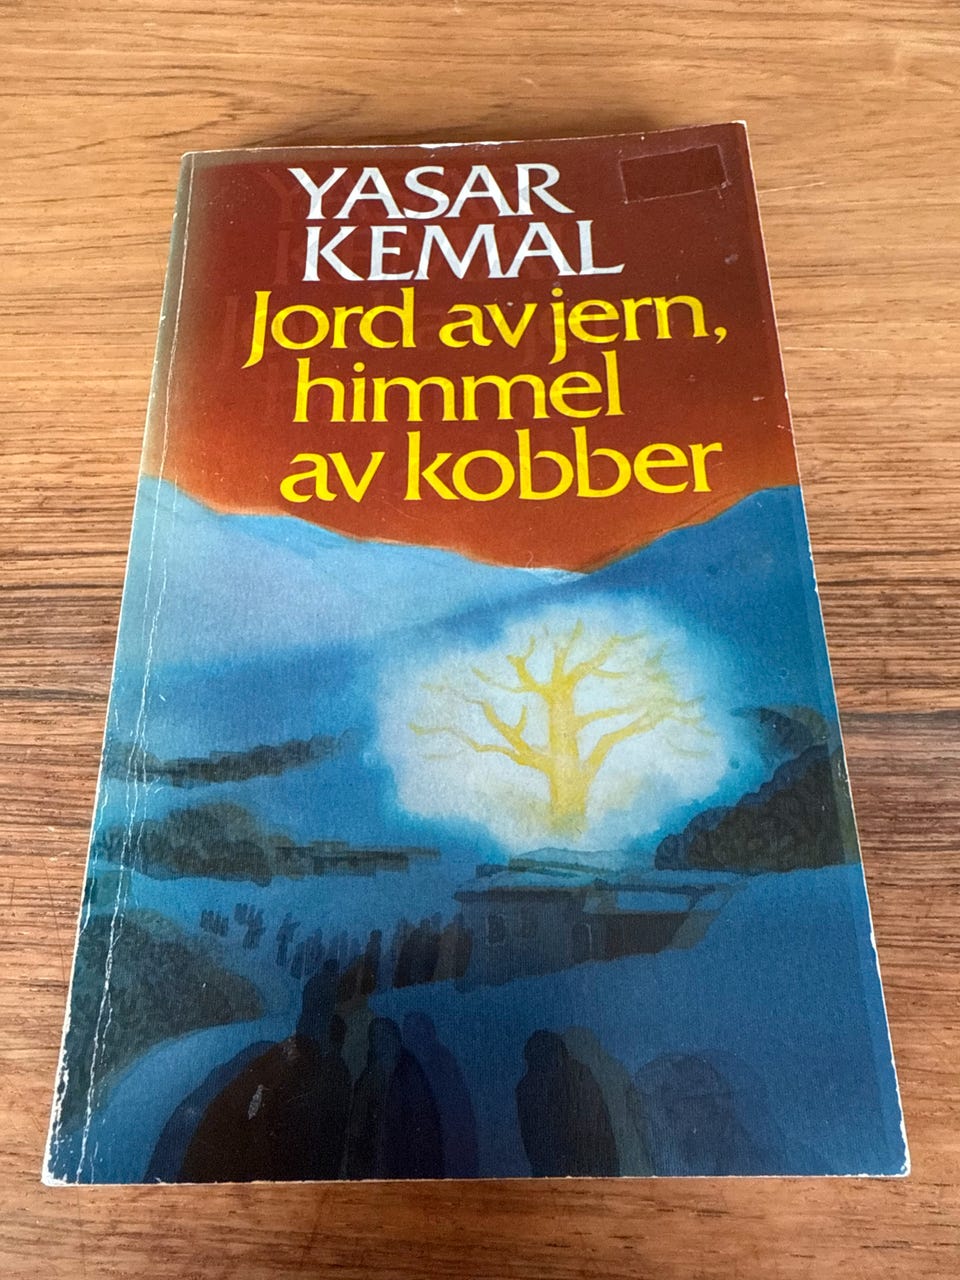 YASAR
KEMAL
Jord av jern,
himmel
av kobber